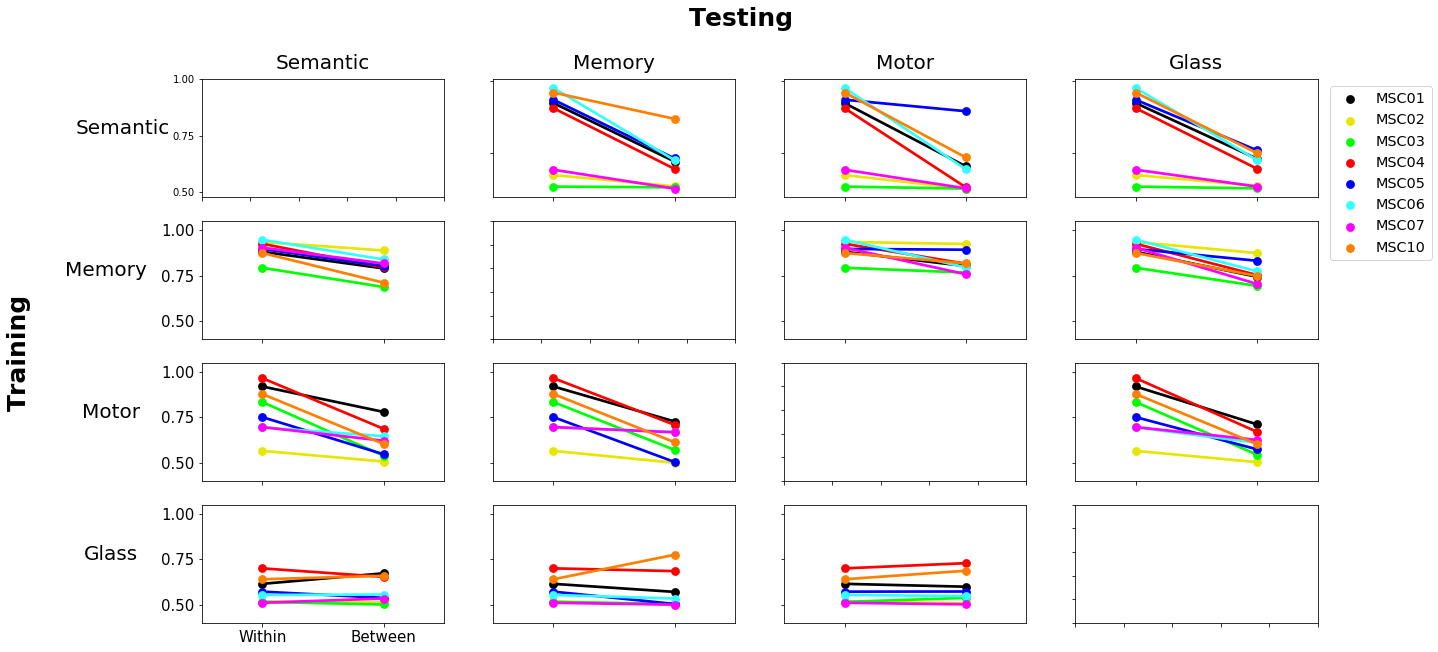 Testing
Semantic Memory Motor Glass
Training
Semantic
1.00
0.75
0.50
Memory
1.00
0.75
0.50
Motor
1.00
0.75
0.50
Glass
1.00
0.75
0.50
Within Between
MSC01
MSC02
MSC03
MSC04
MSC05
MSC06
MSC07
MSC10